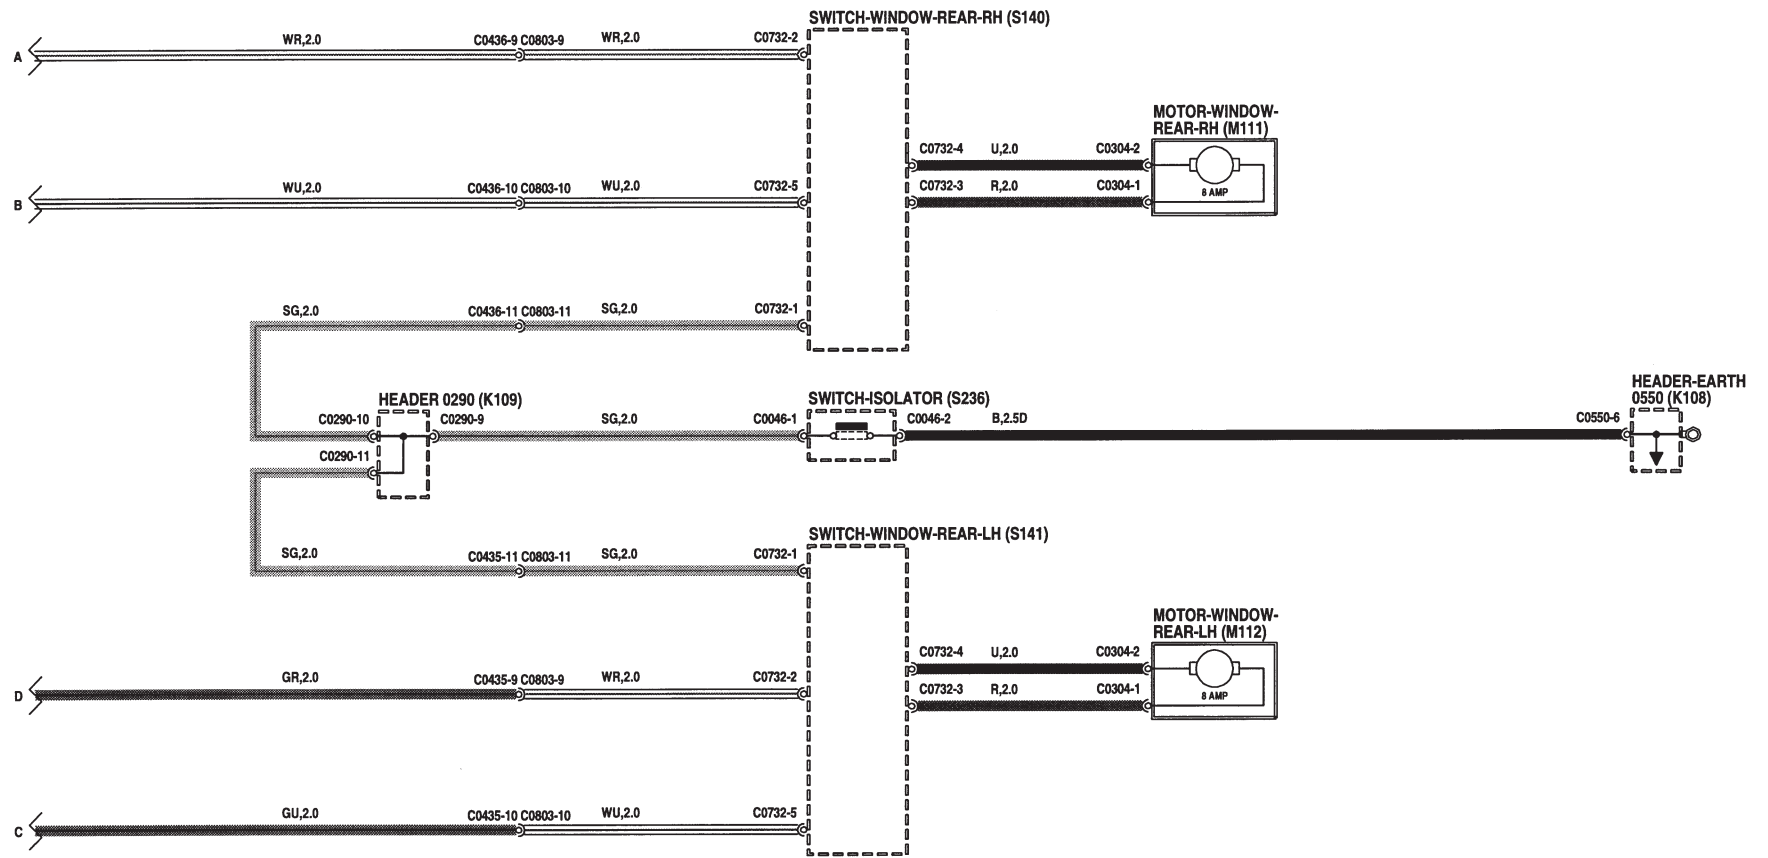 SWITCH-WINDOW-REAR-RH (S140)
A
WR,2.0
C0436-9 C0803-9
WR,2.0
C0732-2
MOTOR-WINDOW-
REAR-RH (M111)
C0732-4
U,2.0
C0304-2
8 AMP
B
WU,2.0
C0436-10 C0803-10
WU,2.0
C0732-5
C0732-3
R,2.0
C0304-1
SG,2.0
C0436-11 C0803-11
SG,2.0
C0732-1
HEADER 0290 (K109)
SWITCH-ISOLATOR (S236)
HEADER-EARTH
0550 (K108)
C0290-10
C0290-9
SG,2.0
C0046-1
C0046-2
B,2.5D
C0550-6
C0290-11
SWITCH-WINDOW-REAR-LH (S141)
SG,2.0
C0435-11 C0803-11
SG,2.0
C0732-1
MOTOR-WINDOW-
REAR-LH (M112)
C0732-4
U,2.0
C0304-2
8 AMP
D
GR,2.0
C0435-9 C0803-9
WR,2.0
C0732-2
C0732-3
R,2.0
C0304-1
C
GU,2.0
C0435-10 C0803-10
WU,2.0
C0732-5